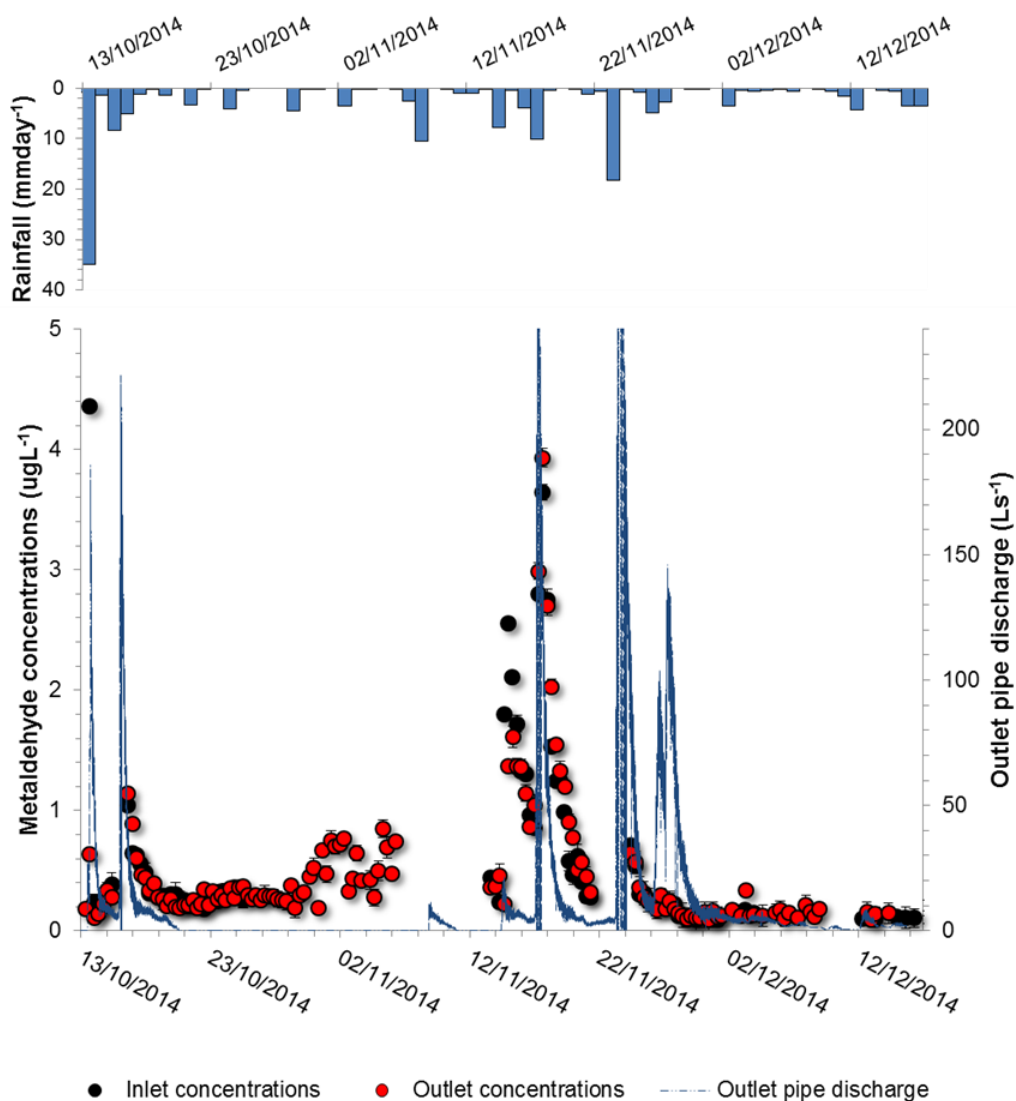 13/10/2014 23/10/2014 02/11/2014 12/11/2014 22/11/2014 02/12/2014 12/12/2014
Rainfall (mmday⁻¹)
0
10
20
30
40
Metaldehyde concentrations (ugL⁻¹)
5
4
3
2
1
0
200
150
100
50
0
Outlet pipe discharge (Ls⁻¹)
13/10/2014 23/10/2014 02/11/2014 12/11/2014 22/11/2014 02/12/2014 12/12/2014
Inlet concentrations Outlet concentrations Outlet pipe discharge